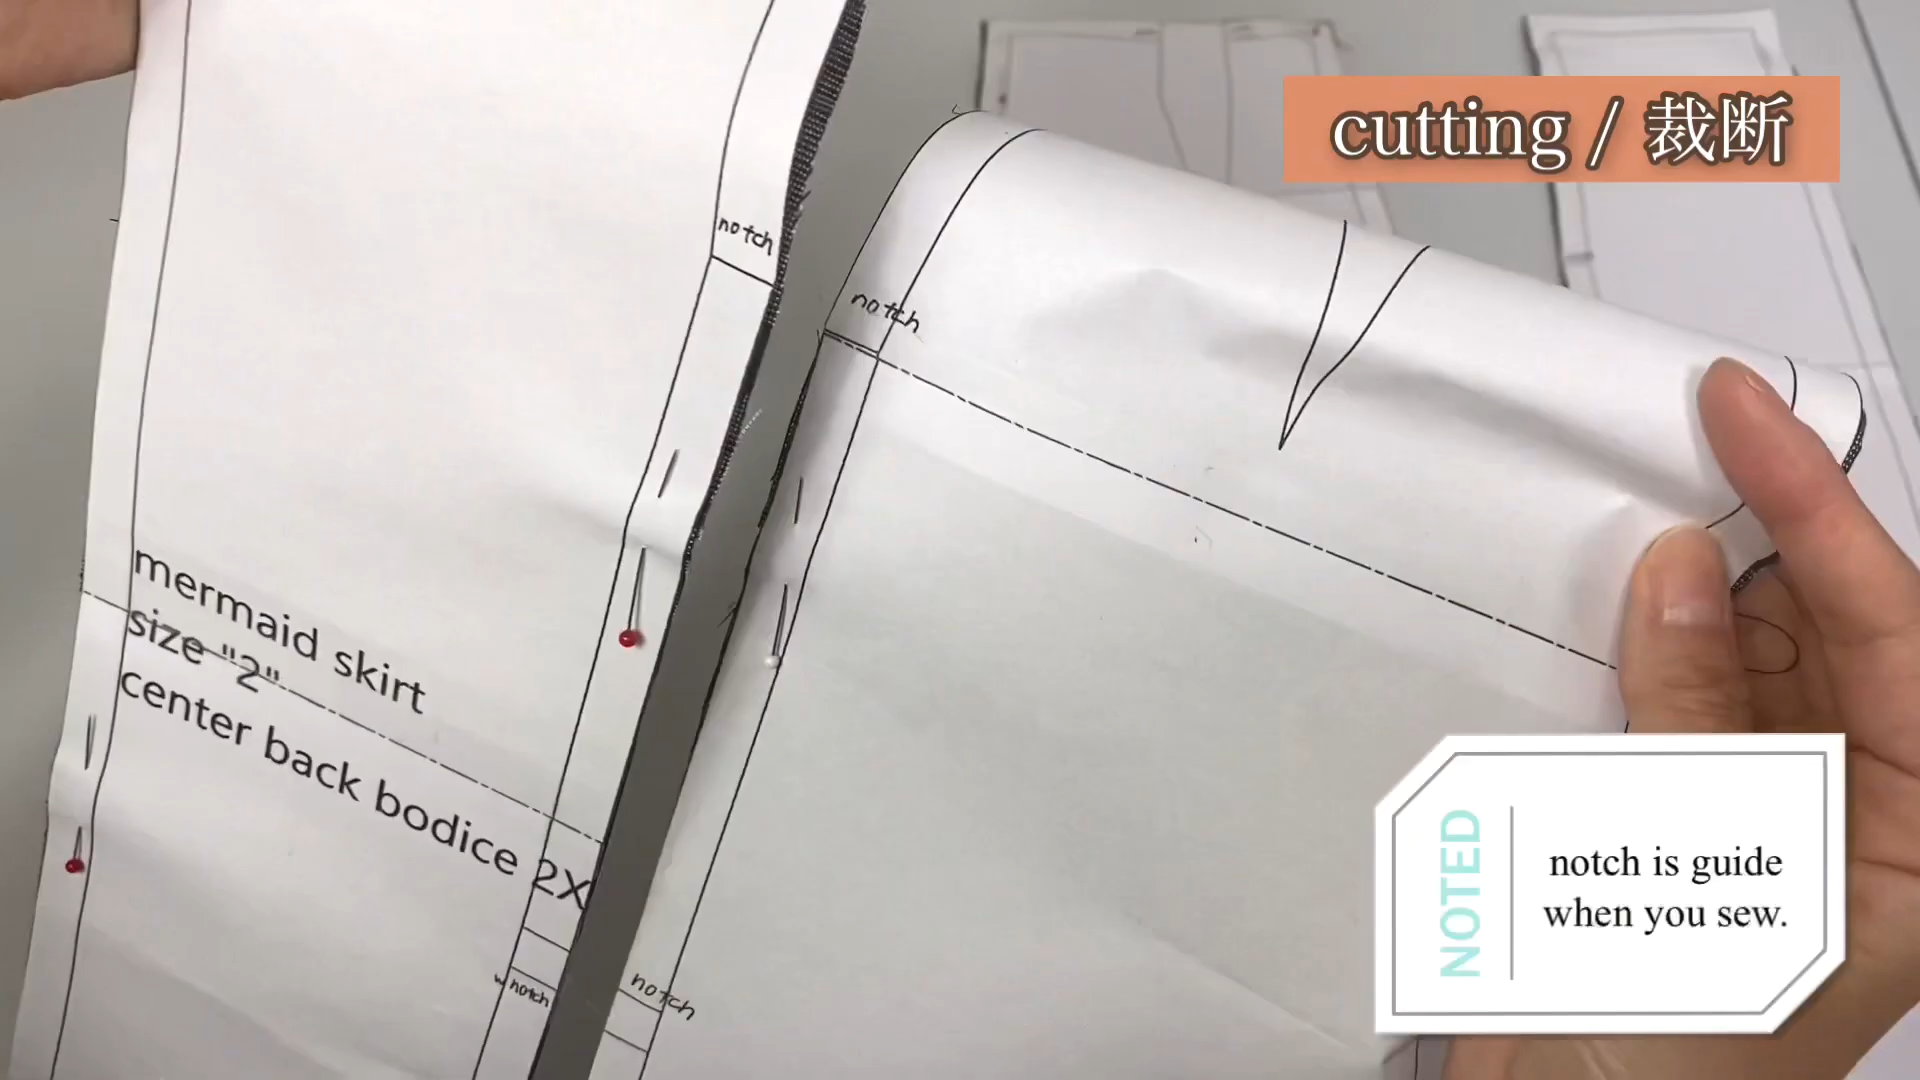 cutting / 裁断
notch
notch
mermaid skirt
size "2"
center back bodice 2X
notch
notch
NOTED
notch is guide
when you sew.